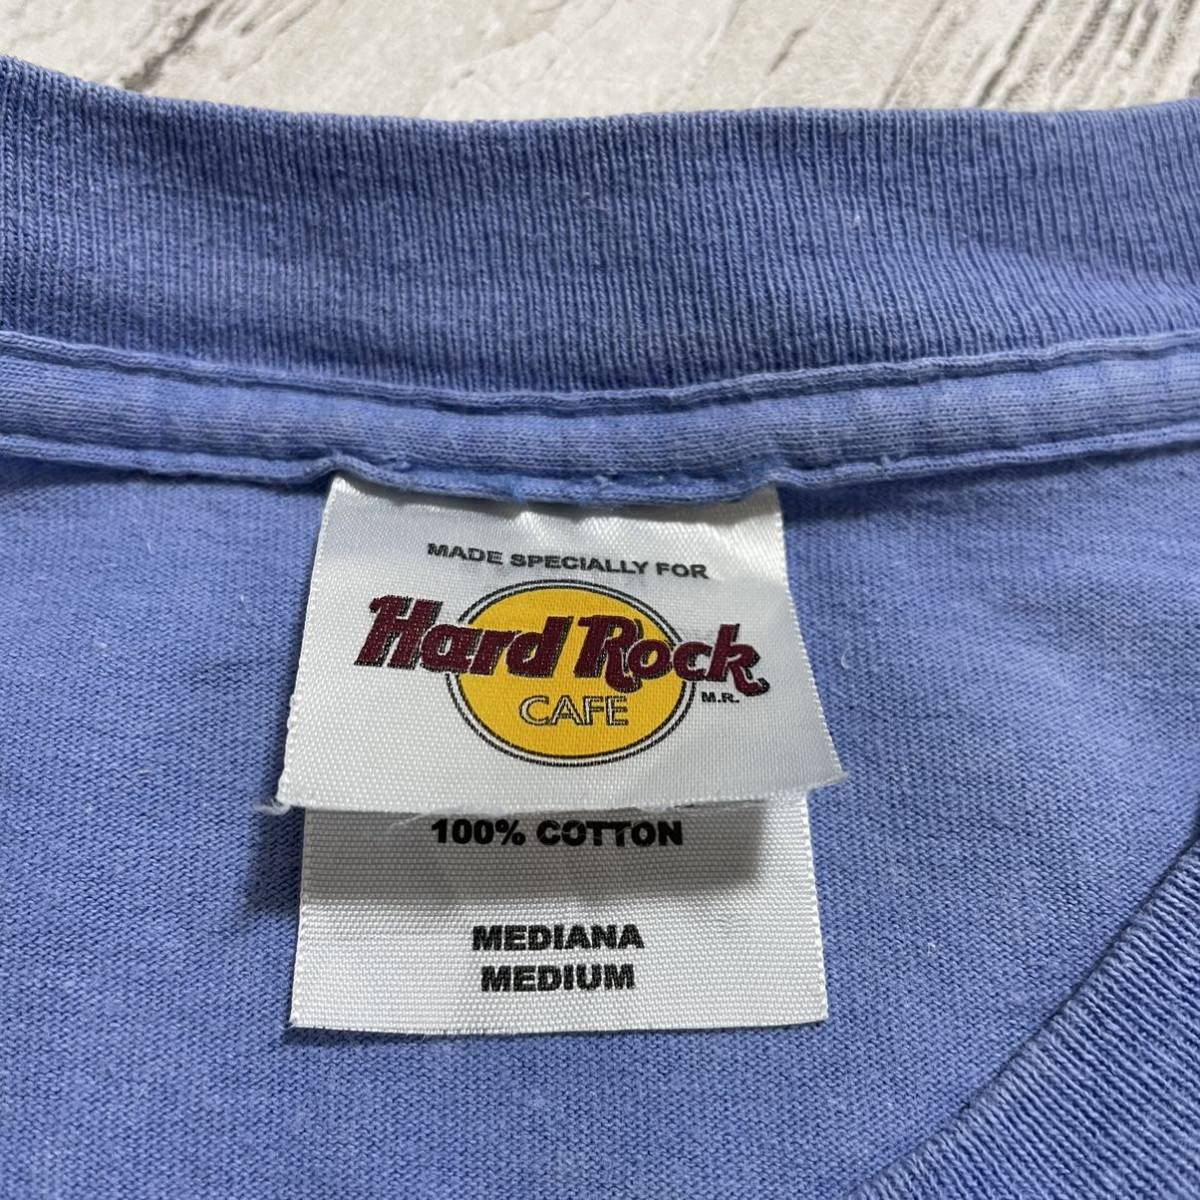 MADE SPECIALLY FOR
Hard Rock
CAFE
M.R.
100% COTTON
MEDIANA
MEDIUM